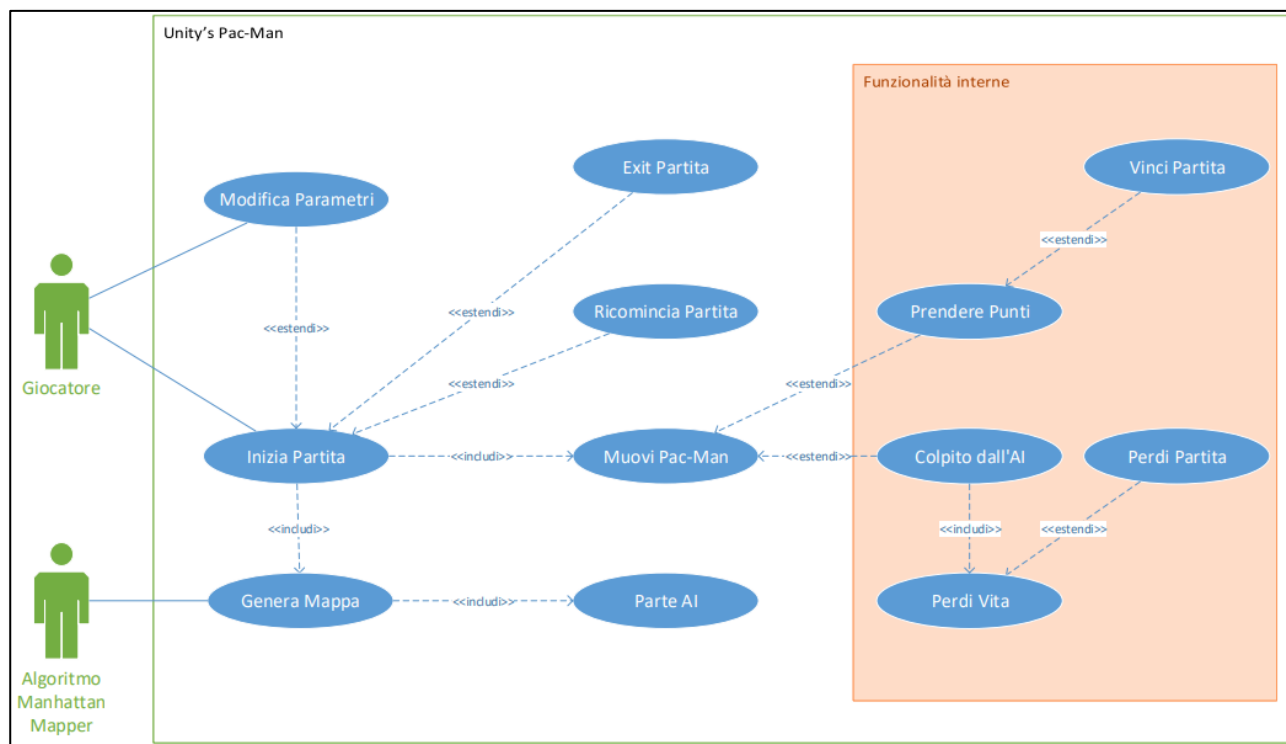 Unity's Pac-Man
Funzionalità interne
Exit Partita
Vinci Partita
Modifica Parametri
<<estendi>>
Giocatore
<<estendi>>
<<estendi>>
Ricomincia Partita
Prendere Punti
<<estendi>>
<<estendi>>
Inizia Partita
<<includi>>
Muovi Pac-Man
<<estendi>>
Colpito dall'AI
Perdi Partita
<<includi>>
<<includi>>
<<estendi>>
Genera Mappa
<<includi>>
Parte AI
Perdi Vita
Algoritmo
Manhattan
Mapper